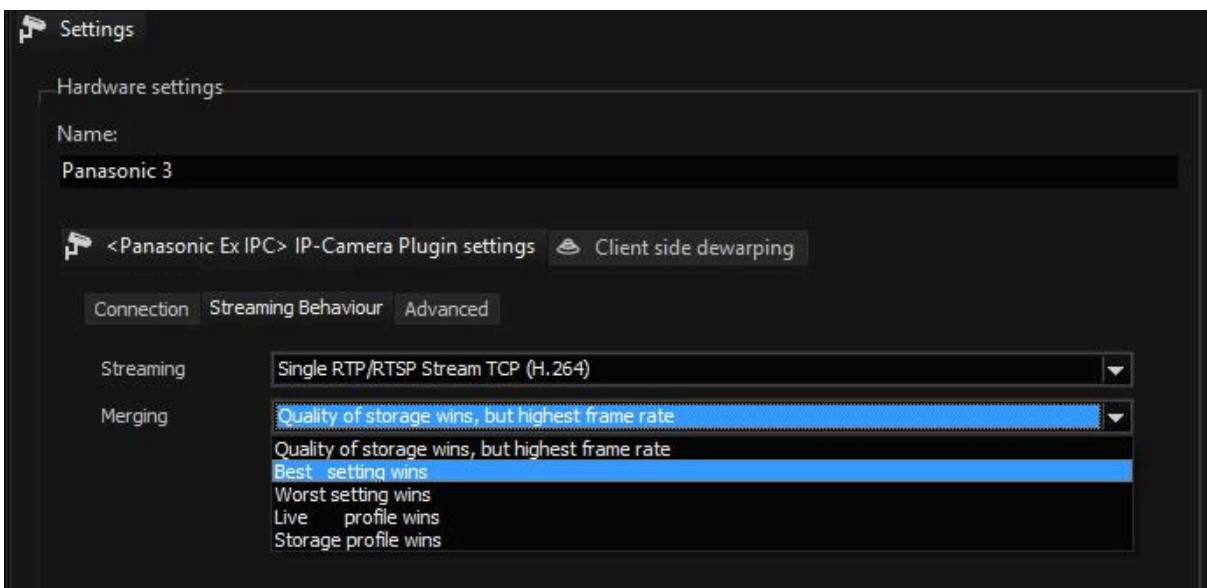 Settings
Hardware settings
Name:
Panasonic 3
<Panasonic Ex IPC> IP-Camera Plugin settings Client side dewarping
Connection Streaming Behaviour Advanced
Streaming Single RTP/RTSP Stream TCP (H.264)
Merging Quality of storage wins, but highest frame rate
Quality of storage wins, but highest frame rate
Best   setting wins
Worst setting wins
Live      profile wins
Storage profile wins